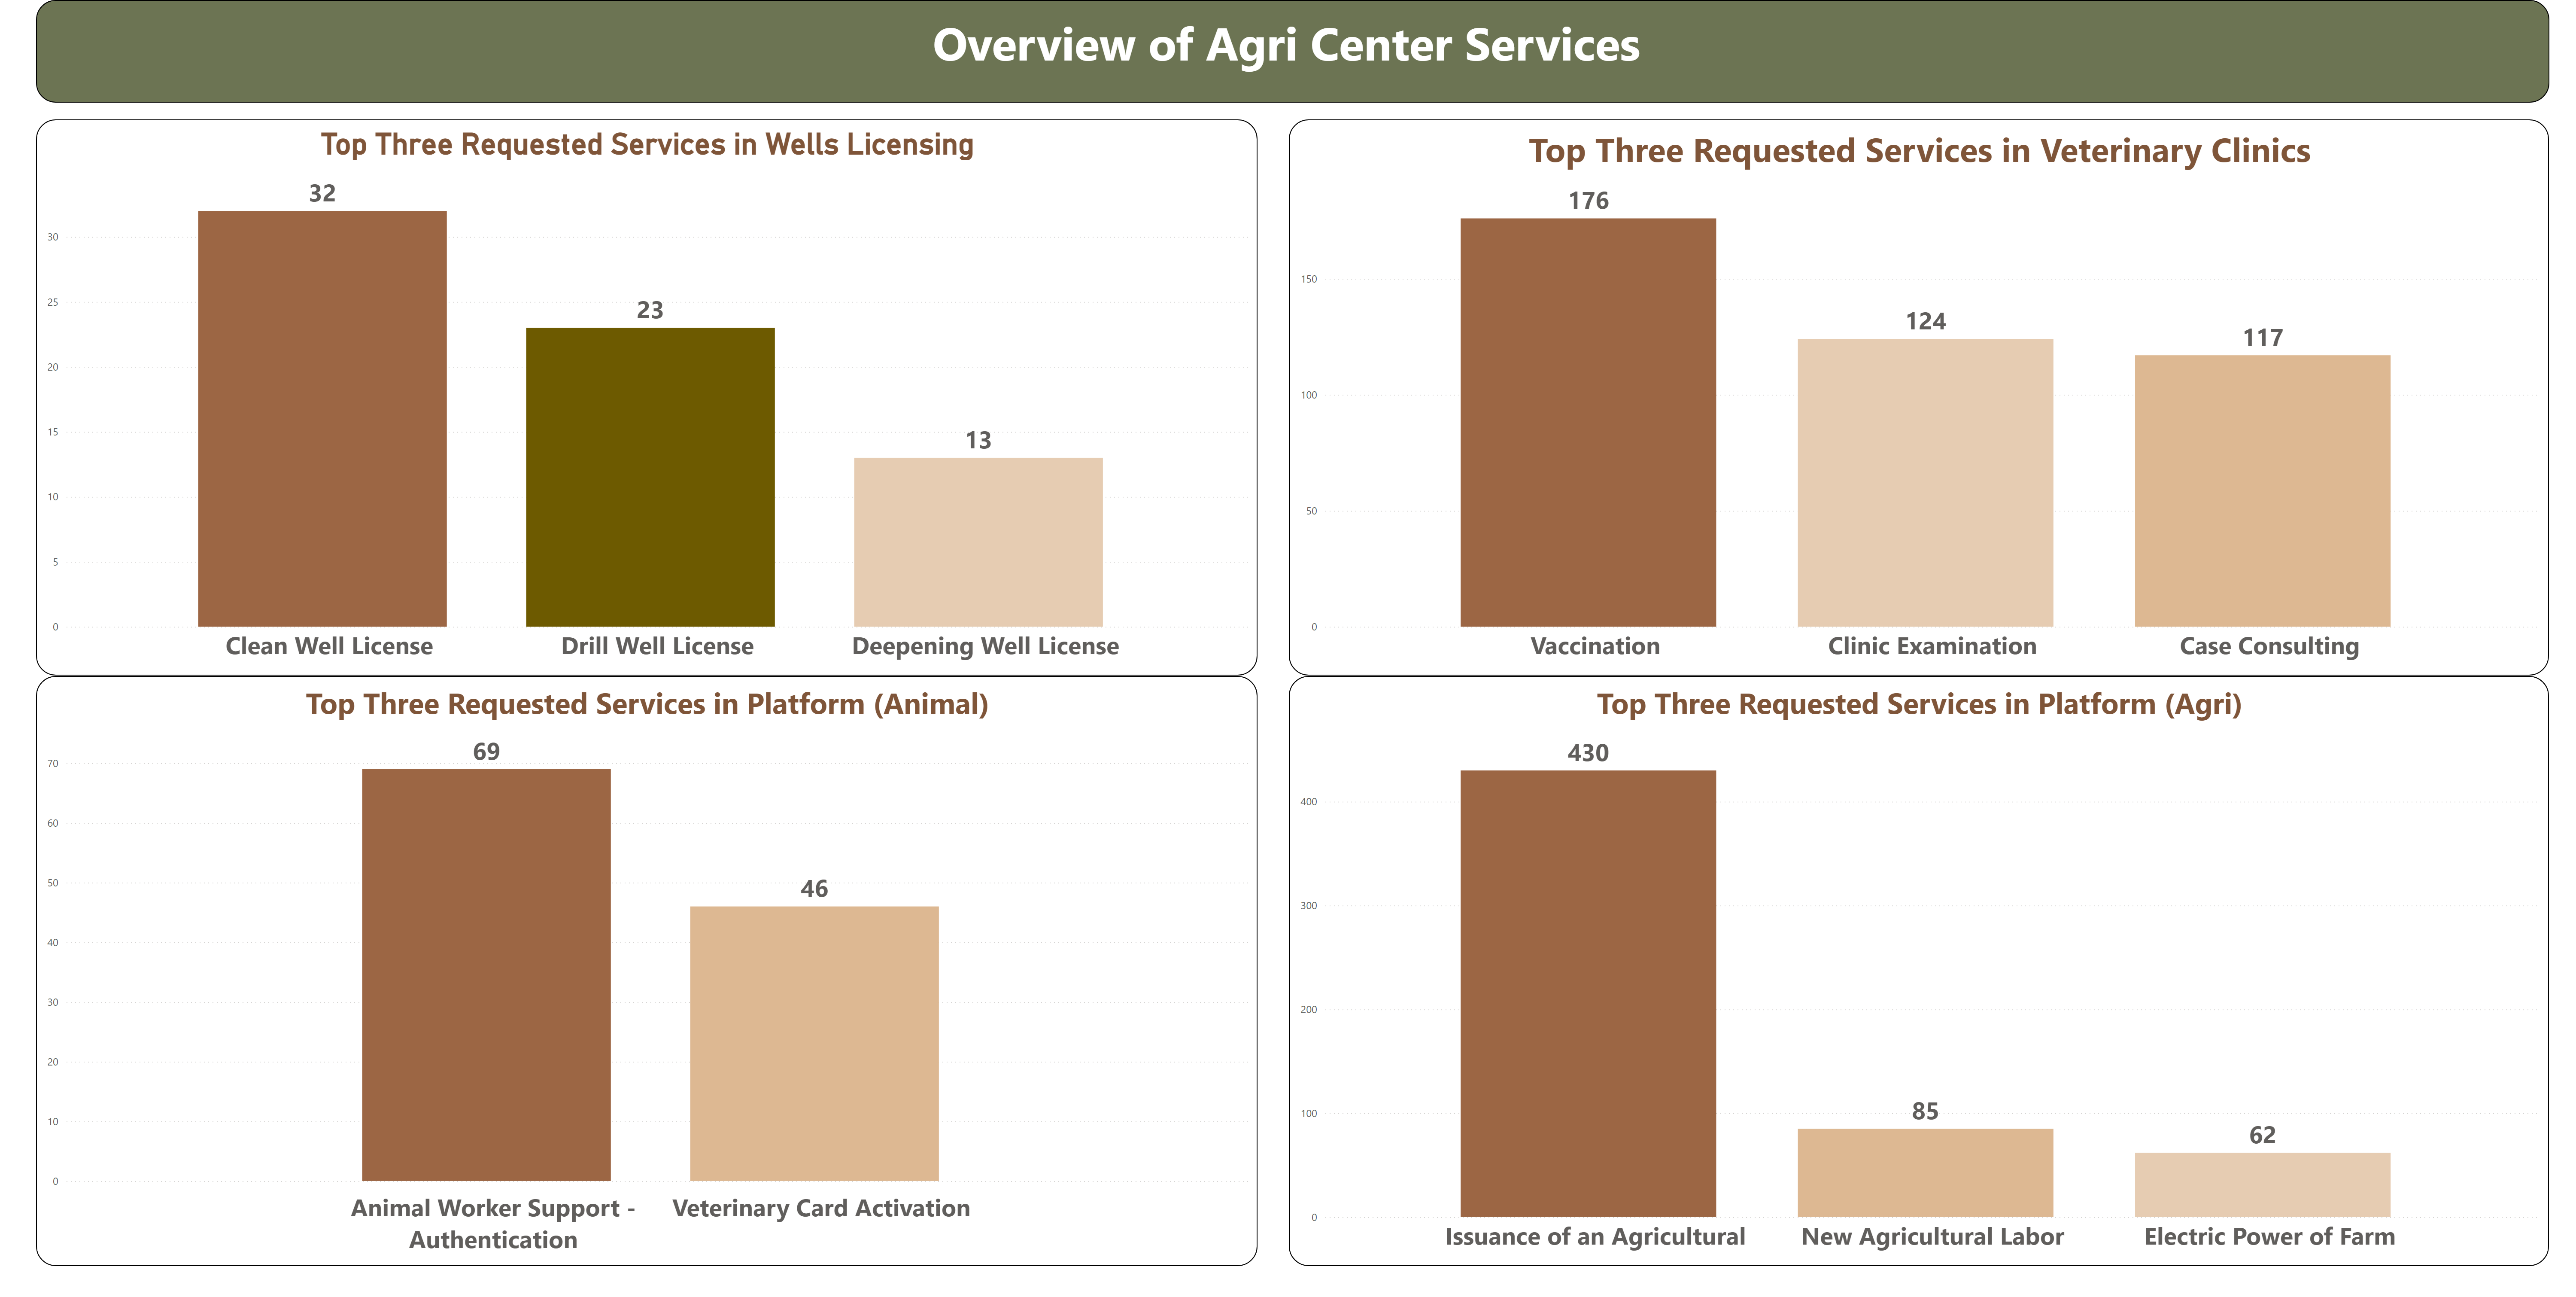 Overview of Agri Center Services
Top Three Requested Services in Wells Licensing
32
30
25
23
20
15
13
10
5
0
Clean Well License
Drill Well License
Deepening Well License
Top Three Requested Services in Veterinary Clinics
176
150
124
117
100
50
0
Vaccination
Clinic Examination
Case Consulting
Top Three Requested Services in Platform (Animal)
69
70
60
50
46
40
30
20
10
0
Animal Worker Support -
Authentication
Veterinary Card Activation
Top Three Requested Services in Platform (Agri)
430
400
300
200
100
85
62
0
Issuance of an Agricultural
New Agricultural Labor
Electric Power of Farm